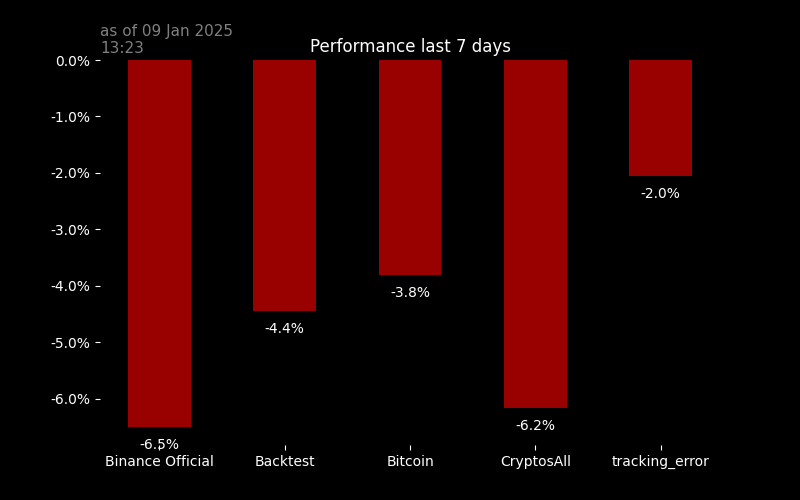 as of 09 Jan 2025
13:23
Performance last 7 days
0.0%
-1.0%
-2.0%
-3.0%
-4.0%
-5.0%
-6.0%
-6.5%
-4.4%
-3.8%
-6.2%
-2.0%
Binance Official
Backtest
Bitcoin
CryptosAll
tracking_error